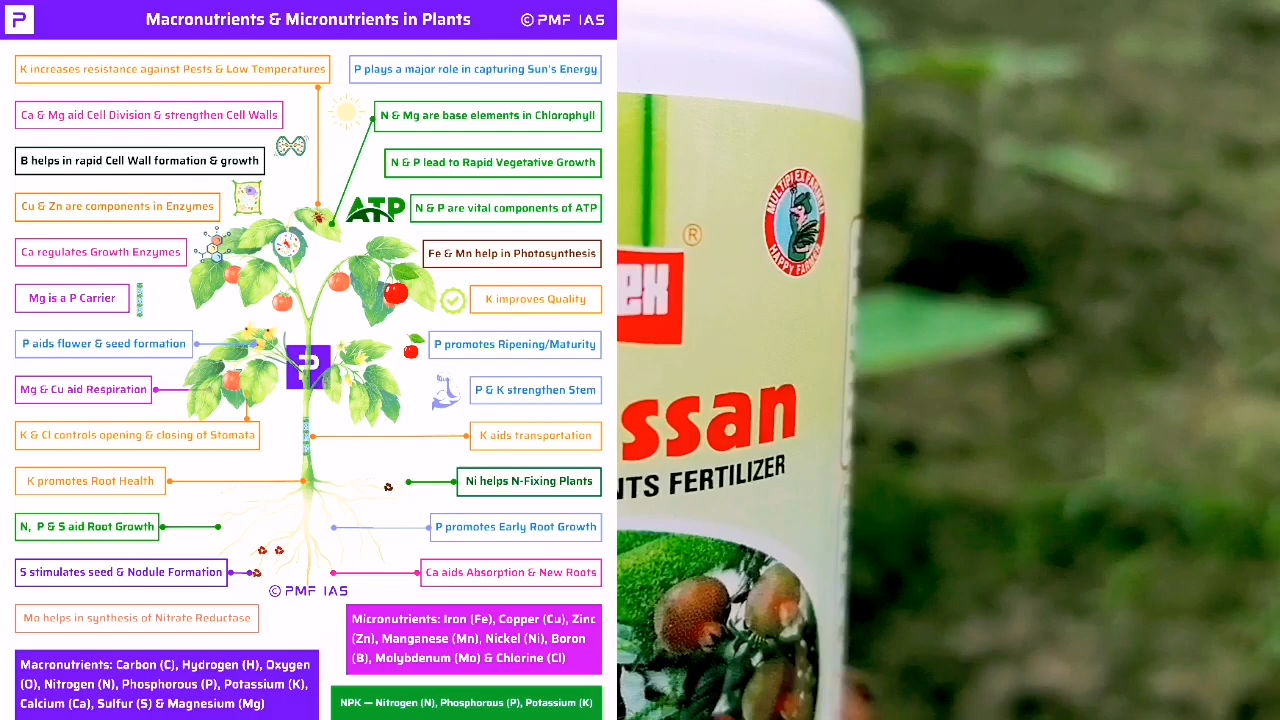 P
Macronutrients & Micronutrients in Plants
© PMF IAS
K increases resistance against Pests & Low Temperatures
P plays a major role in capturing Sun's Energy
Ca & Mg aid Cell Division & strengthen Cell Walls
N & Mg are base elements in Chlorophyll
B helps in rapid Cell Wall formation & growth
N & P lead to Rapid Vegetative Growth
Cu & Zn are components in Enzymes
ATP
N & P are vital components of ATP
Ca regulates Growth Enzymes
Fe & Mn help in Photosynthesis
Mg is a P Carrier
K improves Quality
P aids flower & seed formation
P
P promotes Ripening/Maturity
Mg & Cu aid Respiration
P & K strengthen Stem
K & Cl controls opening & closing of Stomata
K aids transportation
K promotes Root Health
Ni helps N-Fixing Plants
N, P & S aid Root Growth
P promotes Early Root Growth
S stimulates seed & Nodule Formation
Ca aids Absorption & New Roots
© PMF IAS
Mo helps in synthesis of Nitrate Reductase
Micronutrients: Iron (Fe), Copper (Cu), Zinc
(Zn), Manganese (Mn), Nickel (Ni), Boron
(B), Molybdenum (Mo) & Chlorine (Cl)
Macronutrients: Carbon (C), Hydrogen (H), Oxygen
(O), Nitrogen (N), Phosphorous (P), Potassium (K),
Calcium (Ca), Sulfur (S) & Magnesium (Mg)
NPK — Nitrogen (N), Phosphorous (P), Potassium (K)
MULTIPLEX FARMER
HAPPY FARMER
®
ex
ssan
NTS FERTILIZER